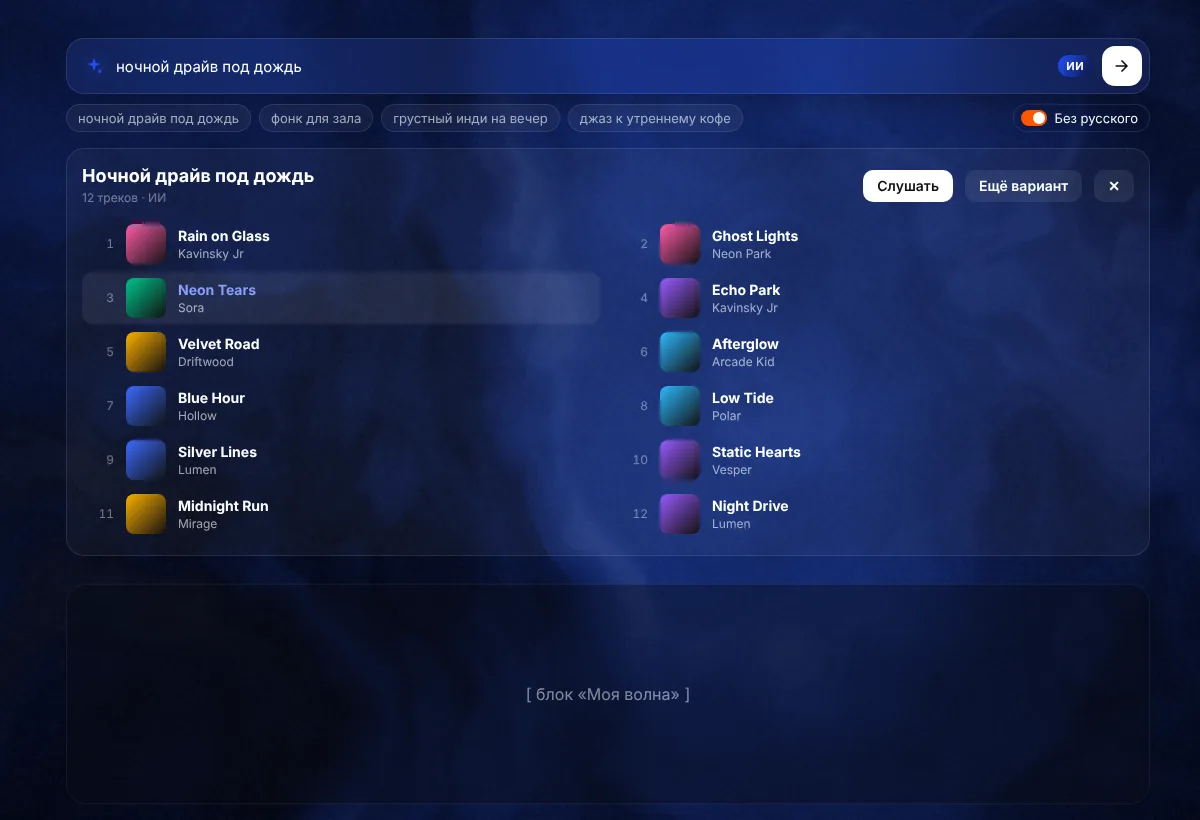 ночной драйв под дождь
ИИ
ночной драйв под дождь
фонк для зала
грустный инди на вечер
джаз к утреннему кофе
Без русского
Ночной драйв под дождь
12 треков · ИИ
Слушать
Ещё вариант
1
Rain on Glass
Kavinsky Jr
2
Ghost Lights
Neon Park
3
Neon Tears
Sora
4
Echo Park
Kavinsky Jr
5
Velvet Road
Driftwood
6
Afterglow
Arcade Kid
7
Blue Hour
Hollow
8
Low Tide
Polar
9
Silver Lines
Lumen
10
Static Hearts
Vesper
11
Midnight Run
Mirage
12
Night Drive
Lumen
[ блок «Моя волна» ]